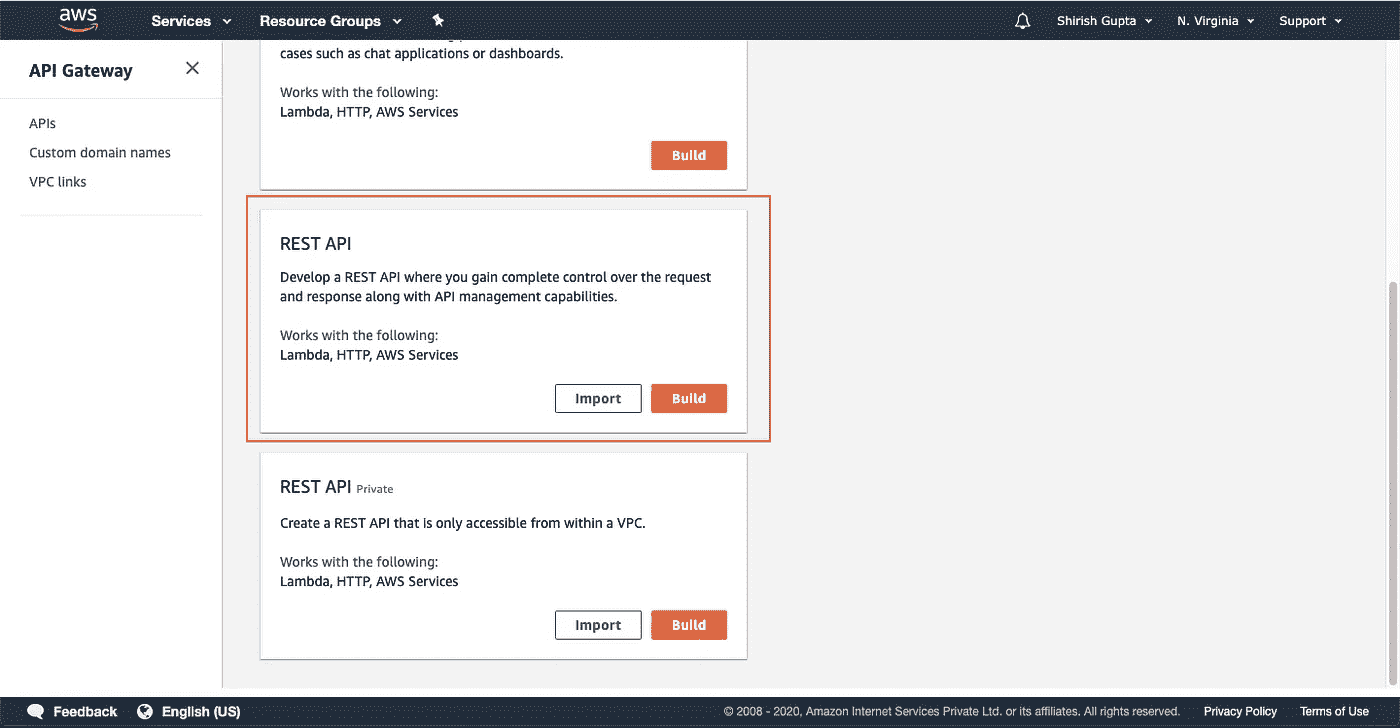 aws
Services
Resource Groups
Shirish Gupta
N. Virginia
Support
API Gateway
APIs
Custom domain names
VPC links
cases such as chat applications or dashboards.
Works with the following:
Lambda, HTTP, AWS Services
Build
REST API
Develop a REST API where you gain complete control over the request
and response along with API management capabilities.
Works with the following:
Lambda, HTTP, AWS Services
Import
Build
REST API Private
Create a REST API that is only accessible from within a VPC.
Works with the following:
Lambda, HTTP, AWS Services
Import
Build
Feedback
English (US)
© 2008 - 2020, Amazon Internet Services Private Ltd. or its affiliates. All rights reserved.
Privacy Policy
Terms of Use